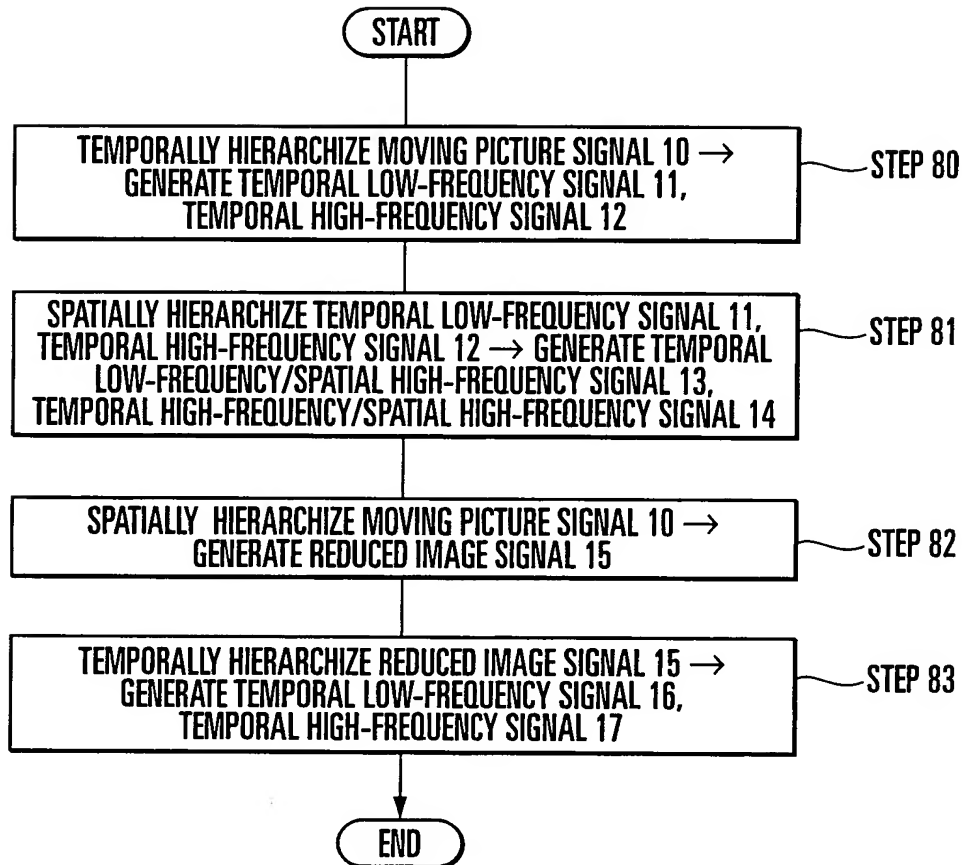 START
TEMPORALLY HIERARCHIZE MOVING PICTURE SIGNAL 10 →
GENERATE TEMPORAL LOW-FREQUENCY SIGNAL 11,
TEMPORAL HIGH-FREQUENCY SIGNAL 12
STEP 80
SPATIALLY HIERARCHIZE TEMPORAL LOW-FREQUENCY SIGNAL 11,
TEMPORAL HIGH-FREQUENCY SIGNAL 12 → GENERATE TEMPORAL
LOW-FREQUENCY/SPATIAL HIGH-FREQUENCY SIGNAL 13,
TEMPORAL HIGH-FREQUENCY/SPATIAL HIGH-FREQUENCY SIGNAL 14
STEP 81
SPATIALLY HIERARCHIZE MOVING PICTURE SIGNAL 10 →
GENERATE REDUCED IMAGE SIGNAL 15
STEP 82
TEMPORALLY HIERARCHIZE REDUCED IMAGE SIGNAL 15 →
GENERATE TEMPORAL LOW-FREQUENCY SIGNAL 16,
TEMPORAL HIGH-FREQUENCY SIGNAL 17
STEP 83
END